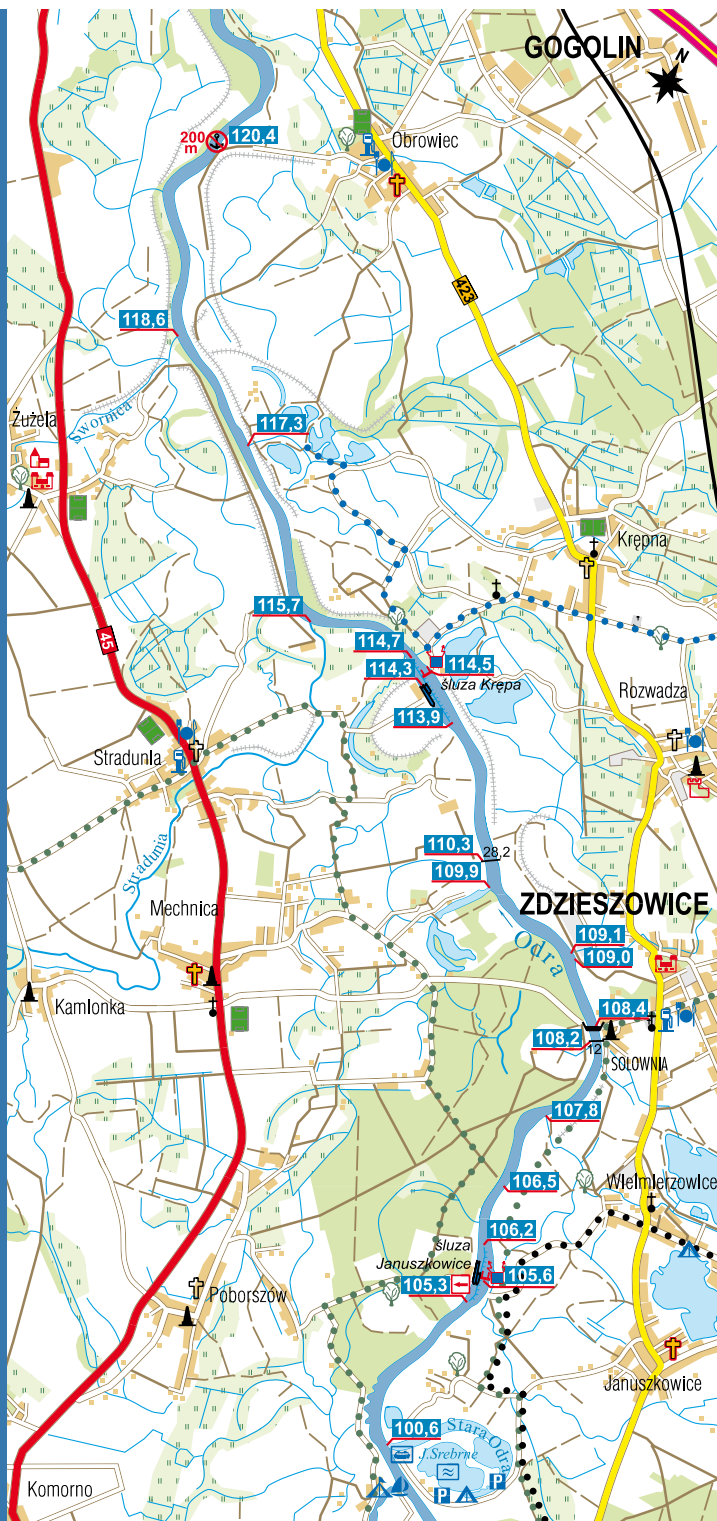 GOGOLIN
N
200
m
120,4
Obrowiec
423
118,6
Żużela
Swornica
117,3
Krępna
45
115,7
114,7
114,5
114,3
śluza Krępa
Rozwadza
113,9
Stradunia
Stradunia
110,3
28,2
109,9
ZDZIESZOWICE
Mechnica
Odra
109,1
109,0
Kamionka
108,4
108,2
12
SOLOWNIA
107,8
106,5
Wielmierzowice
106,2
śluza
Januszkowice
105,6
105,3
Poborszów
Januszkowice
100,6
Stara Odra
J.Srebrne
P
P
Komorno